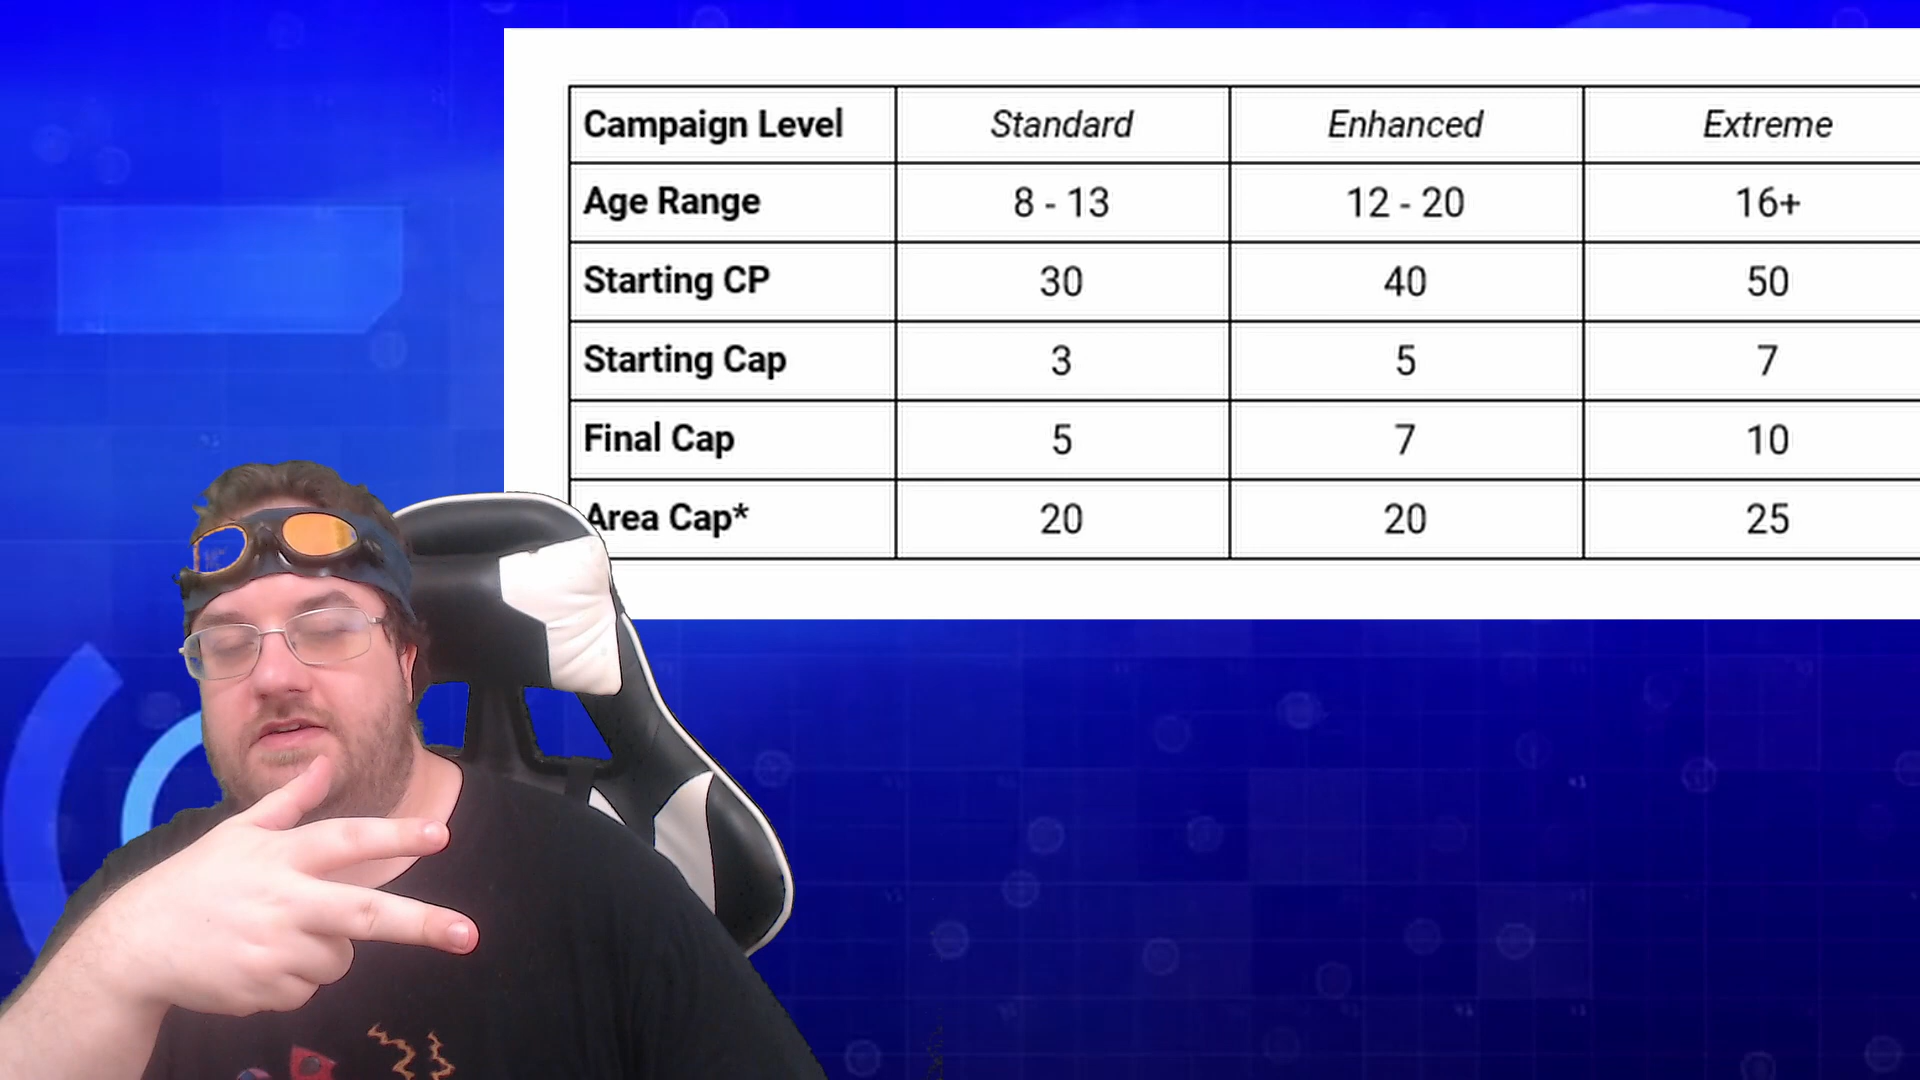 Campaign Level Standard Enhanced Extreme
Age Range 8 - 13 12 - 20 16+
Starting CP 30 40 50
Starting Cap 3 5 7
Final Cap 5 7 10
Area Cap* 20 20 25